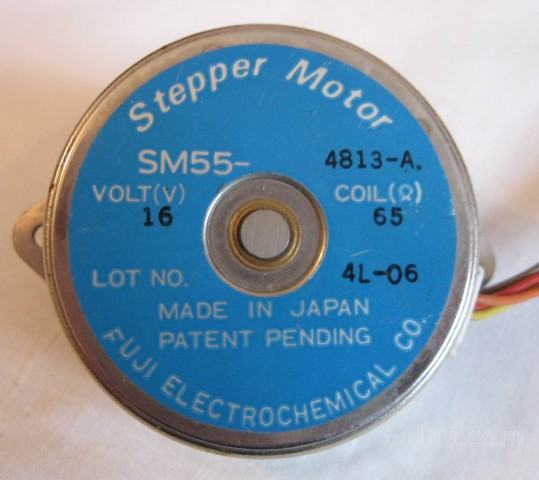 Stepper Motor
SM55- 4813-A.
VOLT(V) COIL(Ω)
16 65
LOT NO. 4L-06
MADE IN JAPAN
PATENT PENDING
FUJI ELECTROCHEMICAL CO.